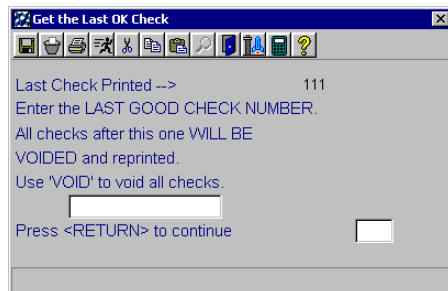 Get the Last OK Check
Last Check Printed --> 111
Enter the LAST GOOD CHECK NUMBER.
All checks after this one WILL BE
VOIDED and reprinted.
Use 'VOID' to void all checks.
Press <RETURN> to continue